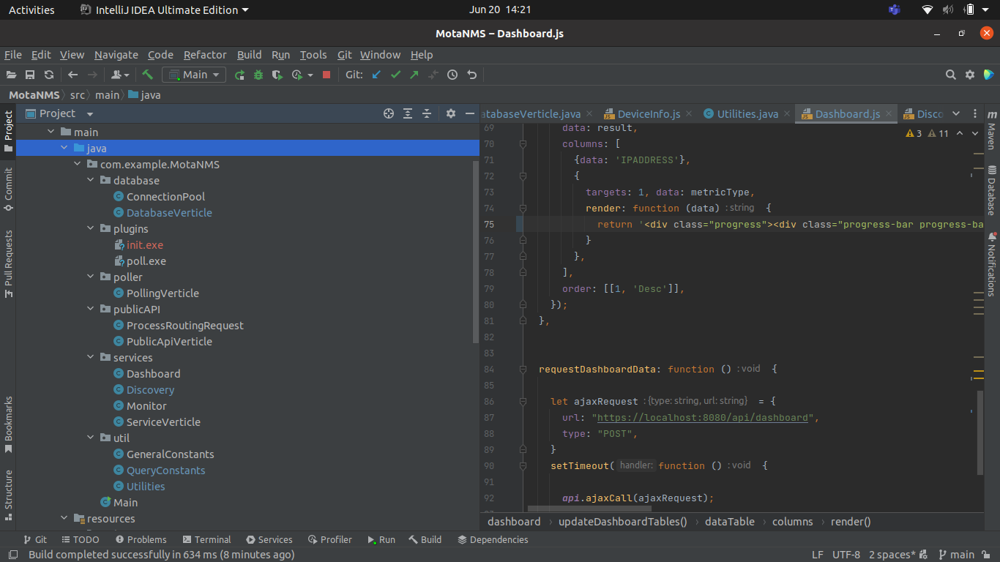 Activities IntelliJ IDEA Ultimate Edition Jun 20 14:21
MotaNMS – Dashboard.js
File Edit View Navigate Code Refactor Build Run Tools Git Window Help
Main Git:
MotaNMS src main java
Project
Commit
Pull Requests
Bookmarks
Structure
Project
main
java
com.example.MotaNMS
database
ConnectionPool
DatabaseVerticle
plugins
init.exe
poll.exe
poller
PollingVerticle
publicAPI
ProcessRoutingRequest
PublicApiVerticle
services
Dashboard
Discovery
Monitor
ServiceVerticle
util
GeneralConstants
QueryConstants
Utilities
Main
resources
atabaseVerticle.java DeviceInfo.js Utilities.java Dashboard.js Disco
3 11
69 data: result,
70 columns: [
71 {data: 'IPADDRESS'},
72 {
73 targets: 1, data: metricType,
74 render: function (data) : string {
75 return '<div class="progress"><div class="progress-bar progress-ba
76 }
77 },
78 ],
79 order: [[1, 'Desc']],
80 });
81 },
82
83
84 requestDashboardData: function () : void {
85
86 let ajaxRequest : {type: string, url: string} = {
87 url: "https://localhost:8080/api/dashboard",
88 type: "POST",
89 }
90 setTimeout( handler: function () : void {
91
92 api.ajaxCall(ajaxRequest);
dashboard updateDashboardTables() dataTable columns render()
m Maven
Database
Notifications
Git TODO Problems Terminal Services Profiler Run Build Dependencies
Build completed successfully in 634 ms (8 minutes ago) LF UTF-8 2 spaces* main